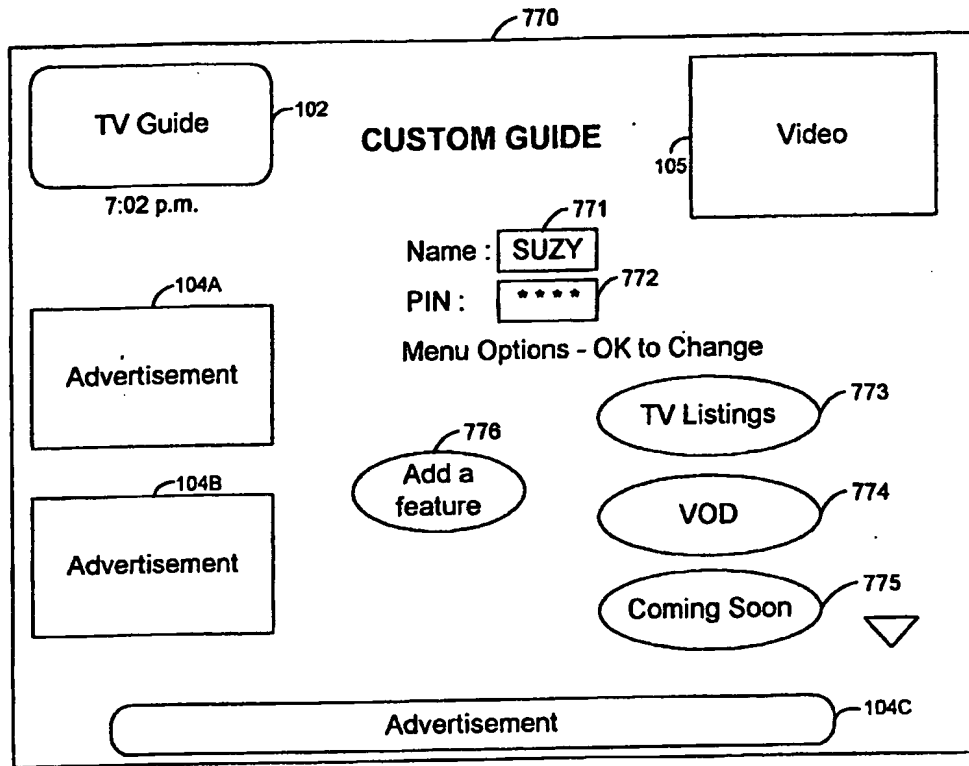 770
TV Guide
102
7:02 p.m.
CUSTOM GUIDE
Video
105
771
Name : SUZY
PIN : ****
772
Menu Options - OK to Change
104A
Advertisement
104B
Advertisement
776
Add a
feature
TV Listings
773
VOD
774
Coming Soon
775
Advertisement
104C